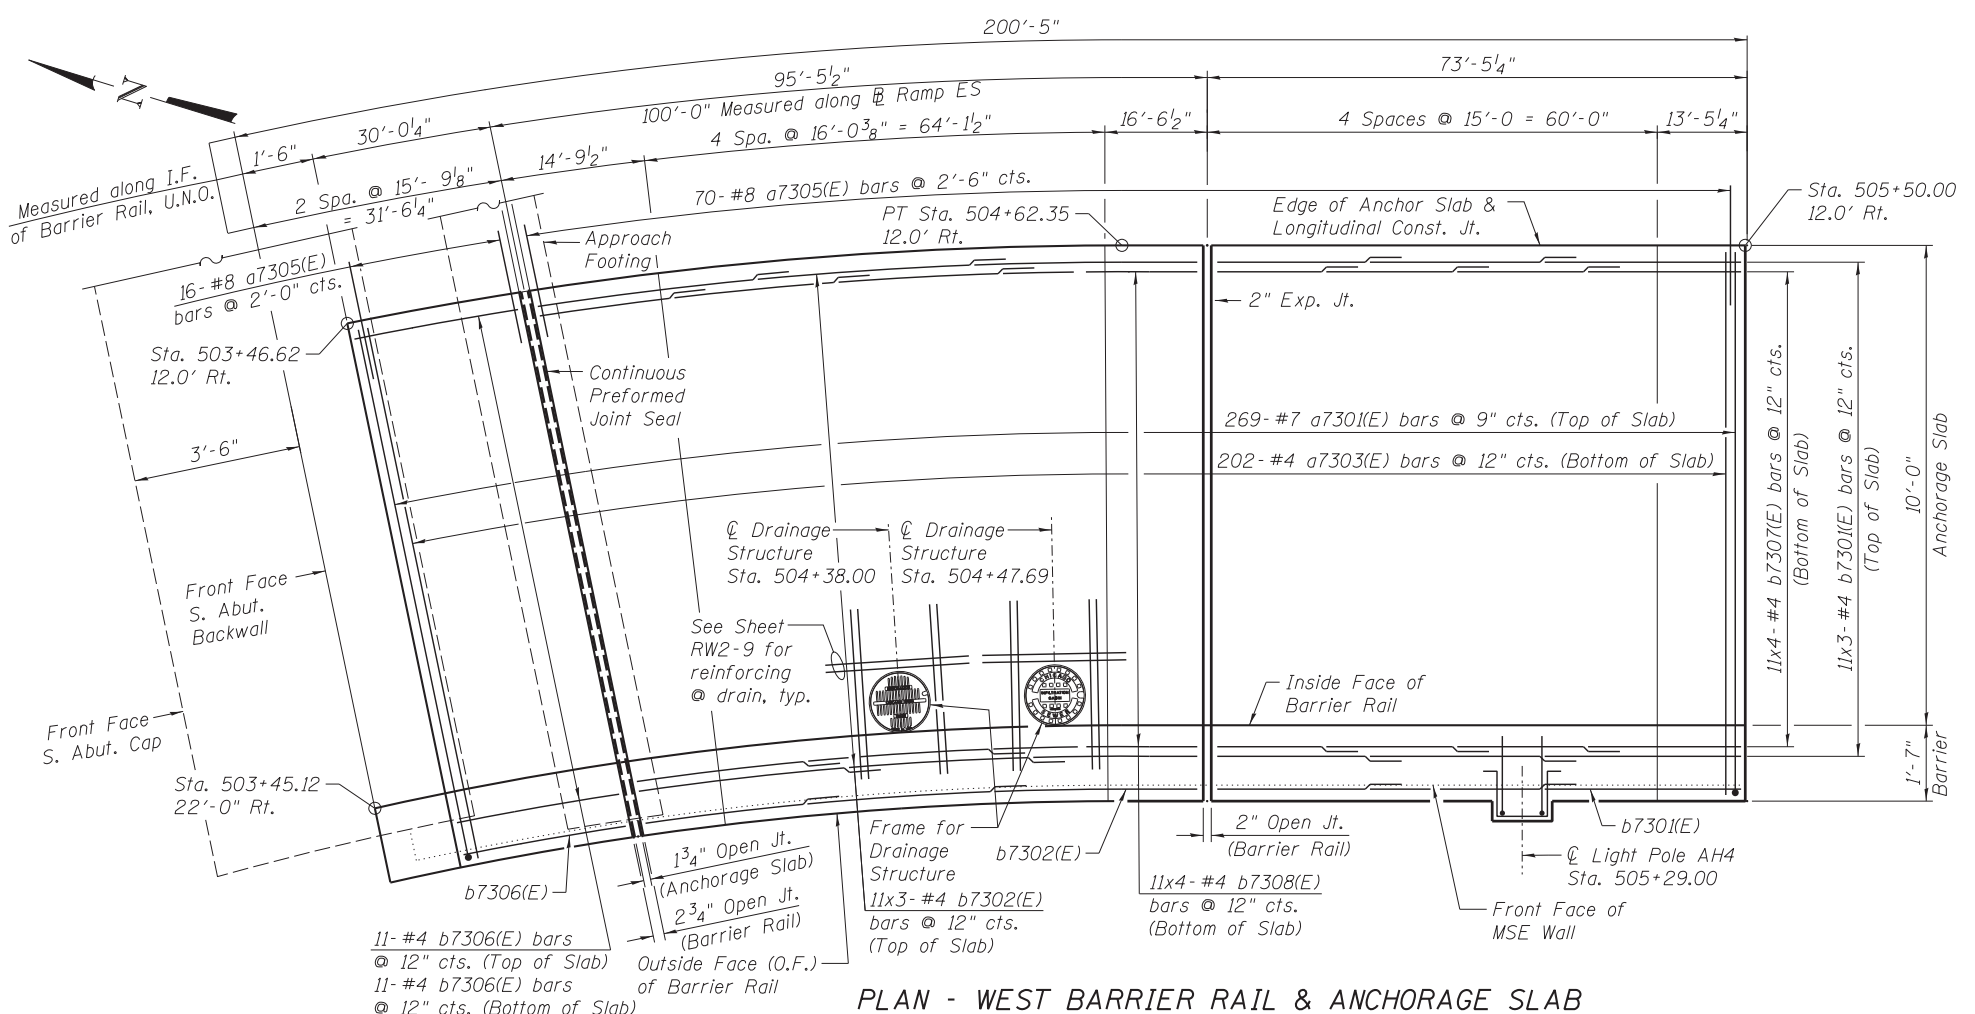 200'-5"
95'-5½"
73'-5¼"
100'-0" Measured along ℄ Ramp ES
30'-0¼"
1'-6"
4 Spa. @ 16'-0⅜" = 64'-1½"
16'-6½"
4 Spaces @ 15'-0 = 60'-0"
13'-5¼"
14'-9½"
2 Spa. @ 15'- 9⅛"
= 31'-6¼"
Measured along I.F.
of Barrier Rail, U.N.O.
N
70-#8 a7305(E) bars @ 2'-6" cts.
PT Sta. 504+62.35
12.0' Rt.
Edge of Anchor Slab &
Longitudinal Const. Jt.
Sta. 505+50.00
12.0' Rt.
Approach
Footing
16-#8 a7305(E)
bars @ 2'-0" cts.
2" Exp. Jt.
Sta. 503+46.62
12.0' Rt.
Continuous
Preformed
Joint Seal
3'-6"
269-#7 a7301(E) bars @ 9" cts. (Top of Slab)
202-#4 a7303(E) bars @ 12" cts. (Bottom of Slab)
11x4-#4 b7307(E) bars @ 12" cts.
(Bottom of Slab)
11x3-#4 b7301(E) bars @ 12" cts.
(Top of Slab)
10'-0"
Anchorage Slab
1'-7"
Barrier
℄ Drainage
Structure
Sta. 504+38.00
℄ Drainage
Structure
Sta. 504+47.69
Front Face
S. Abut.
Backwall
See Sheet
RW2-9 for
reinforcing
@ drain, typ.
CHICAGO
SEWER
Inside Face of
Barrier Rail
Front Face
S. Abut. Cap
Sta. 503+45.12
22'-0" Rt.
b7306(E)
1¾" Open Jt.
(Anchorage Slab)
2¾" Open Jt.
(Barrier Rail)
Frame for
Drainage
Structure
b7302(E)
2" Open Jt.
(Barrier Rail)
b7301(E)
℄ Light Pole AH4
Sta. 505+29.00
11x3-#4 b7302(E)
bars @ 12" cts.
(Top of Slab)
11x4-#4 b7308(E)
bars @ 12" cts.
(Bottom of Slab)
Front Face of
MSE Wall
11-#4 b7306(E) bars
@ 12" cts. (Top of Slab)
11-#4 b7306(E) bars
@ 12" cts. (Bottom of Slab)
Outside Face (O.F.)
of Barrier Rail
PLAN - WEST BARRIER RAIL & ANCHORAGE SLAB